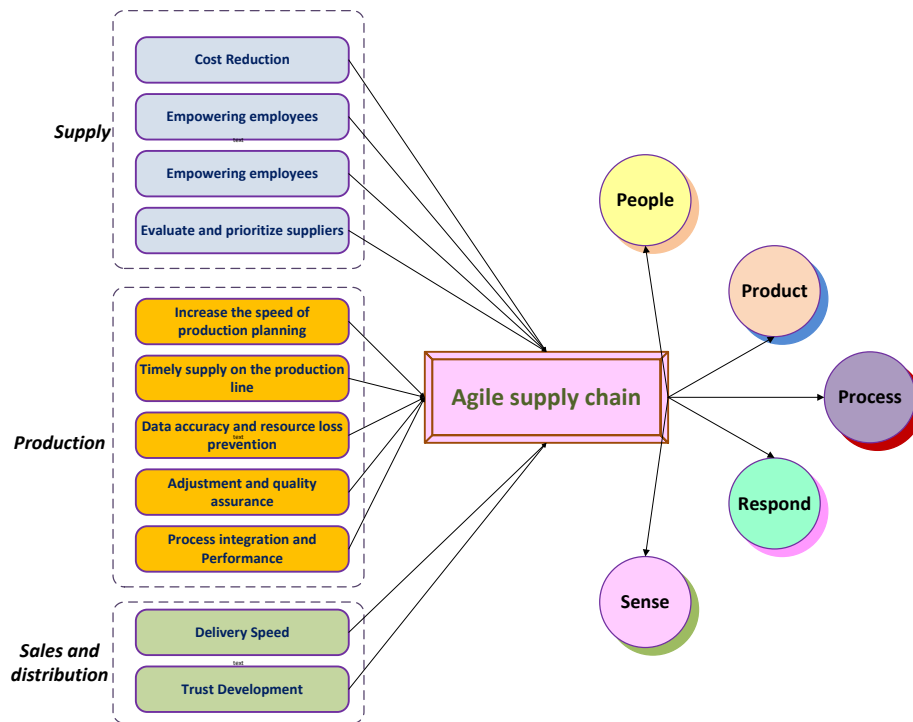 Supply
Cost Reduction
Empowering employees
text
Empowering employees
Evaluate and prioritize suppliers
Production
Increase the speed of
production planning
Timely supply on the production
line
Data accuracy and resource loss
text
prevention
Adjustment and quality
assurance
Process integration and
Performance
Sales and
distribution
Delivery Speed
text
Trust Development
Agile supply chain
People
Product
Process
Respond
Sense